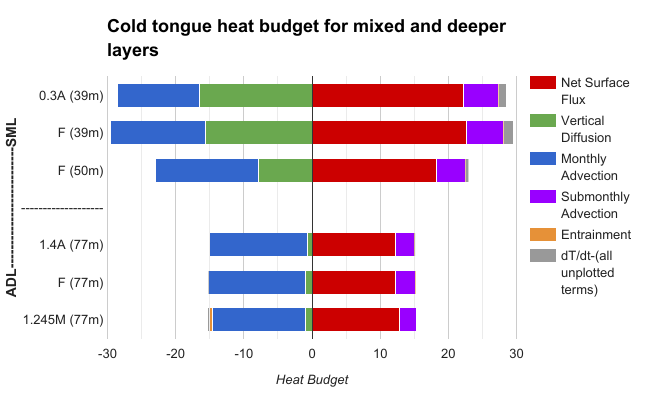 Cold tongue heat budget for mixed and deeper
layers
0.3A (39m)
F (39m)
F (50m)
-------------------
1.4A (77m)
F (77m)
1.245M (77m)
ADL---------------------------SML
-30 -20 -10 0 10 20 30
Heat Budget
Net Surface
Flux
Vertical
Diffusion
Monthly
Advection
Submonthly
Advection
Entrainment
dT/dt-(all
unplotted
terms)